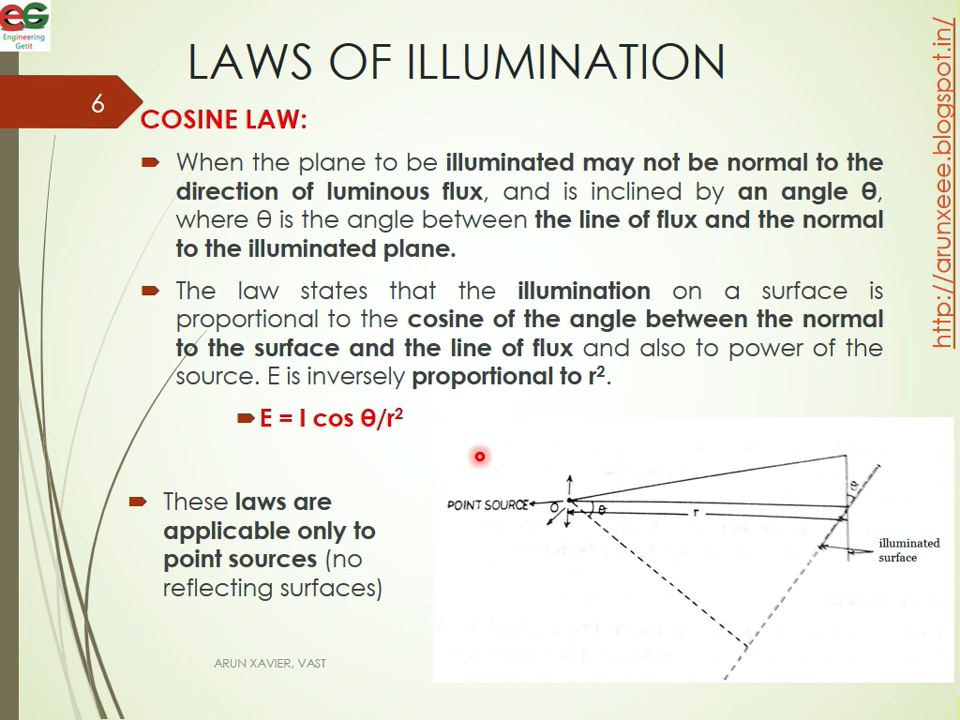 EG
Engineering
Getit
LAWS OF ILLUMINATION
6
http://arunxeee.blogspot.in/
COSINE LAW:
When the plane to be illuminated may not be normal to the
direction of luminous flux, and is inclined by an angle Ө,
where Ө is the angle between the line of flux and the normal
to the illuminated plane.
The law states that the illumination on a surface is
proportional to the cosine of the angle between the normal
to the surface and the line of flux and also to power of the
source. E is inversely proportional to r².
E = I cos Ө/r²
These laws are
applicable only to
point sources (no
reflecting surfaces)
POINT SOURCE
O
θ
r
θ
illuminated
surface
ARUN XAVIER, VAST